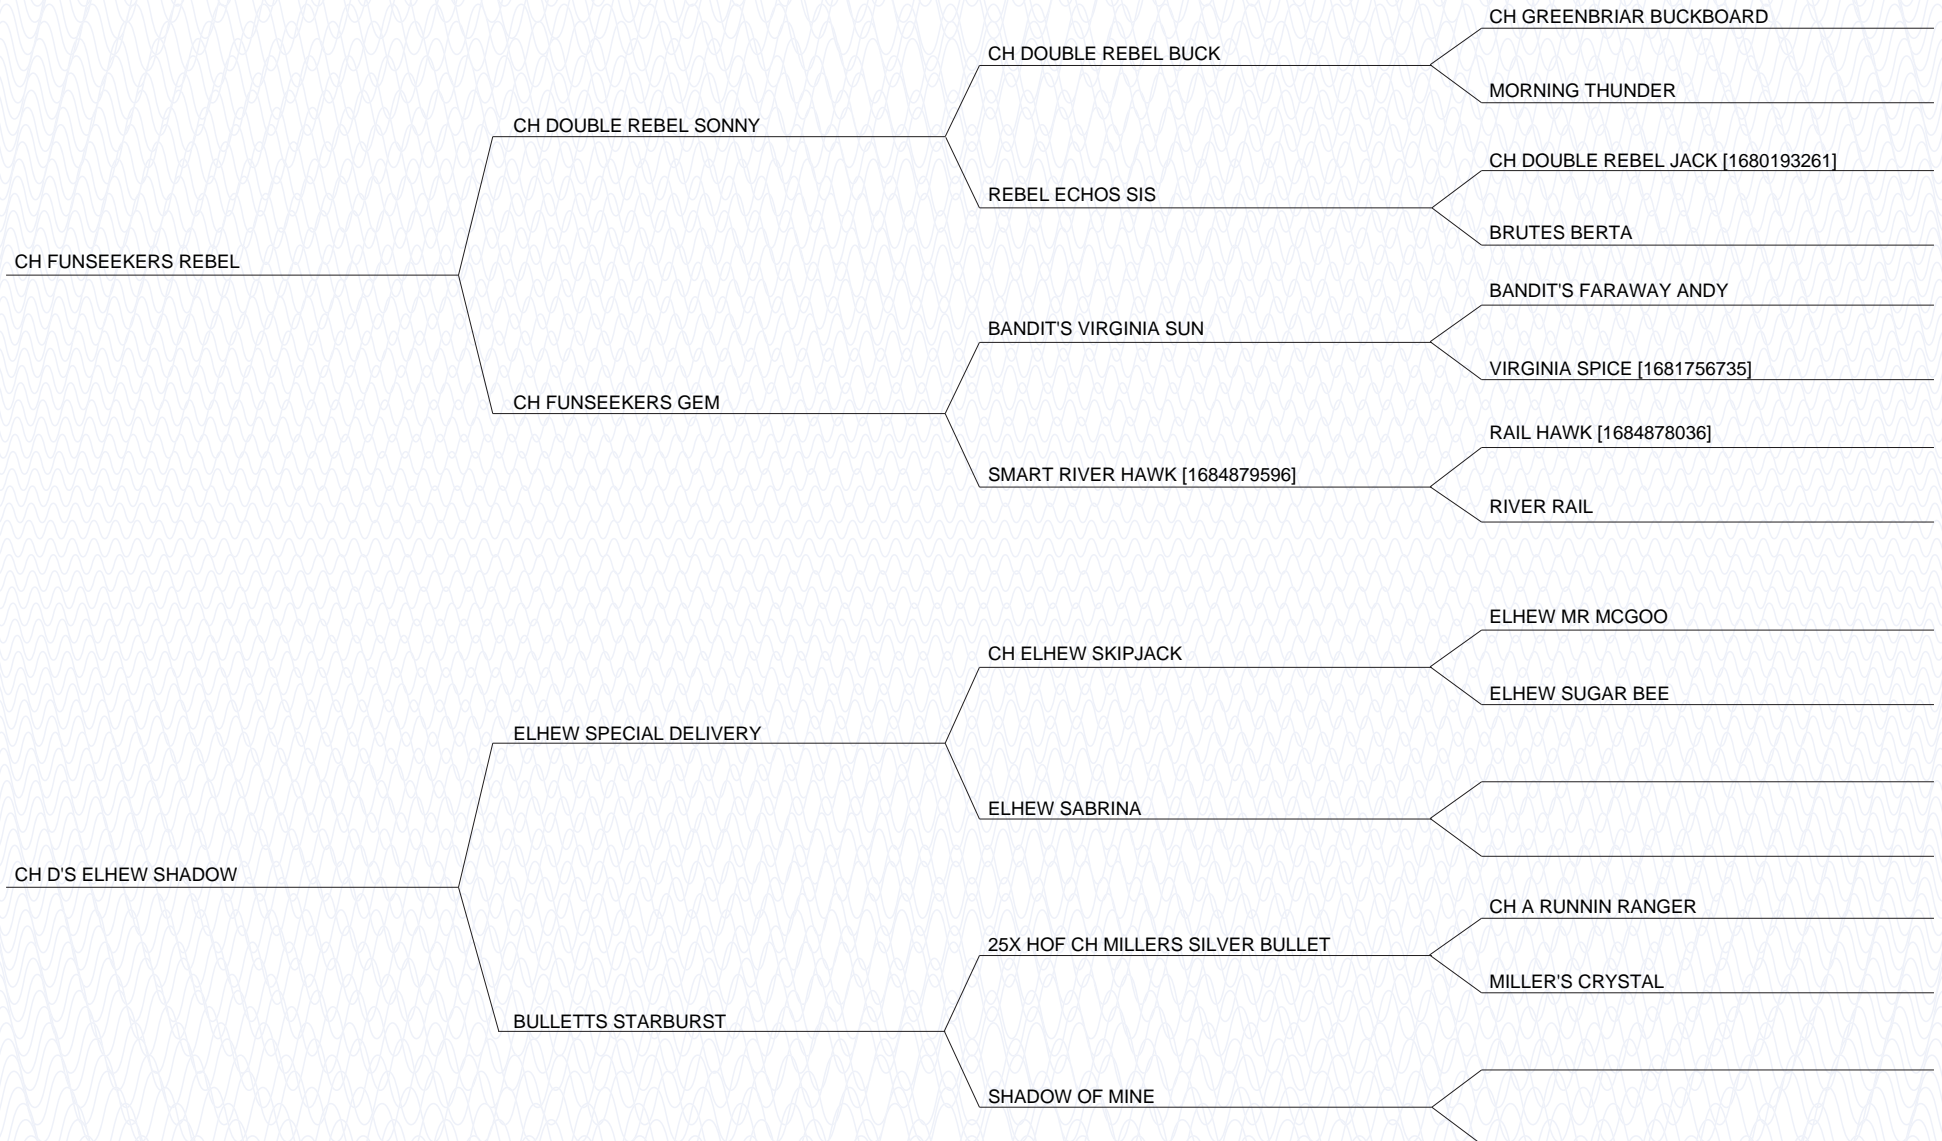 CH GREENBRIAR BUCKBOARD
CH DOUBLE REBEL BUCK
MORNING THUNDER
CH DOUBLE REBEL SONNY
CH DOUBLE REBEL JACK [1680193261]
REBEL ECHOS SIS
BRUTES BERTA
CH FUNSEEKERS REBEL
BANDIT'S FARAWAY ANDY
BANDIT'S VIRGINIA SUN
VIRGINIA SPICE [1681756735]
CH FUNSEEKERS GEM
RAIL HAWK [1684878036]
SMART RIVER HAWK [1684879596]
RIVER RAIL
ELHEW MR MCGOO
CH ELHEW SKIPJACK
ELHEW SUGAR BEE
ELHEW SPECIAL DELIVERY
ELHEW SABRINA
CH D'S ELHEW SHADOW
CH A RUNNIN RANGER
25X HOF CH MILLERS SILVER BULLET
MILLER'S CRYSTAL
BULLETTS STARBURST
SHADOW OF MINE